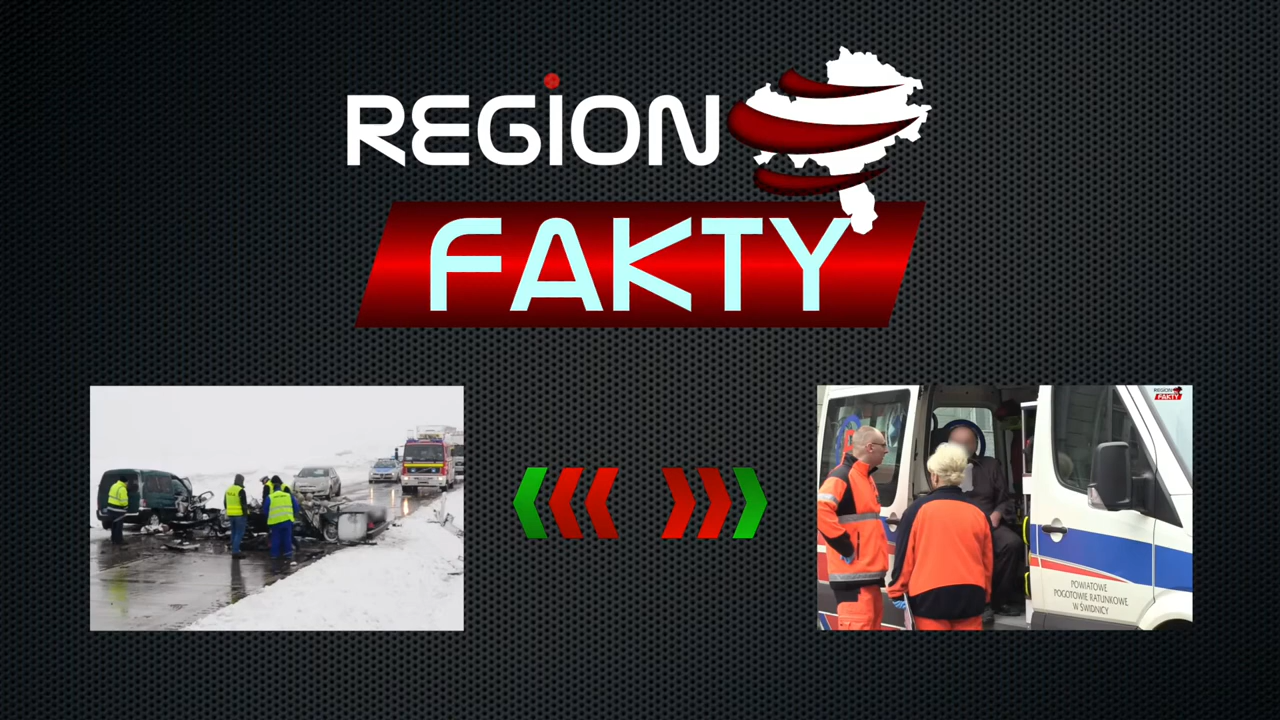 REGION
FAKTY
REGION
FAKTY
POWIATOWE
POGOTOWIE RATUNKOWE
W ŚWIDNICY